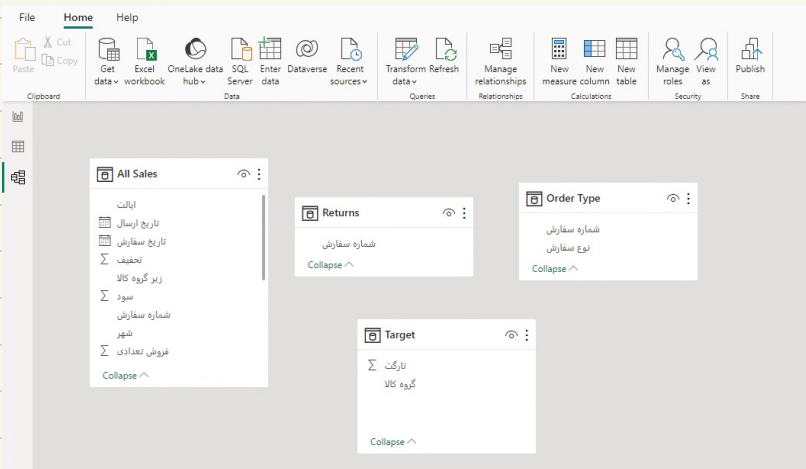 File Home Help
Paste
Cut
Copy
Get data
Excel workbook
OneLake data hub
SQL Server
Enter data
Dataverse
Recent sources
Transform data
Refresh
Manage relationships
New measure
New column
New table
Manage roles
View as
Publish
Clipboard
Data
Queries
Relationships
Calculations
Security
Share
All Sales
ایالت
تاریخ ارسال
تاریخ سفارش
تخفیف
زیر گروه کالا
سود
شماره سفارش
شهر
فروش تعدادی
Collapse
Returns
شماره سفارش
Collapse
Order Type
شماره سفارش
نوع سفارش
Collapse
Target
تارگت
گروه کالا
Collapse